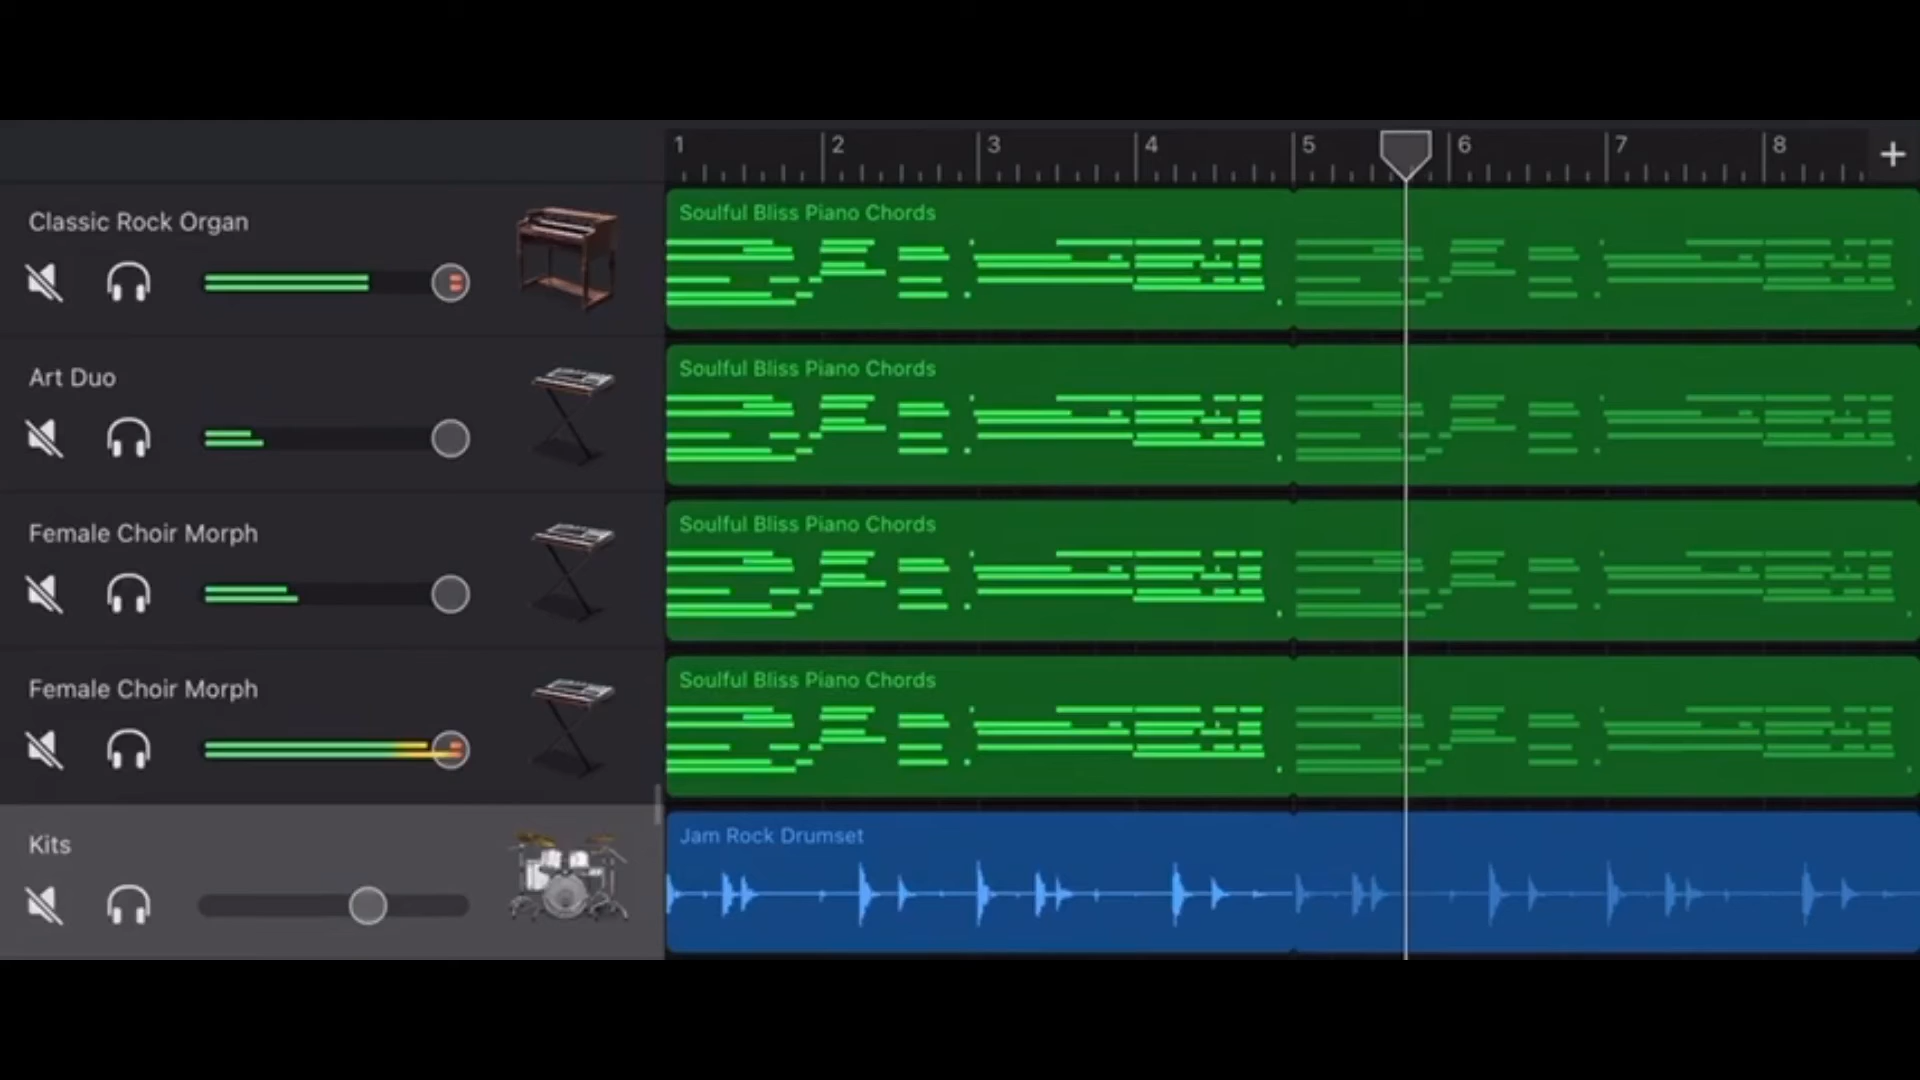 1 2 3 4 5 6 7 8 +
Classic Rock Organ
Soulful Bliss Piano Chords
Art Duo
Soulful Bliss Piano Chords
Female Choir Morph
Soulful Bliss Piano Chords
Female Choir Morph
Soulful Bliss Piano Chords
Kits
Jam Rock Drumset